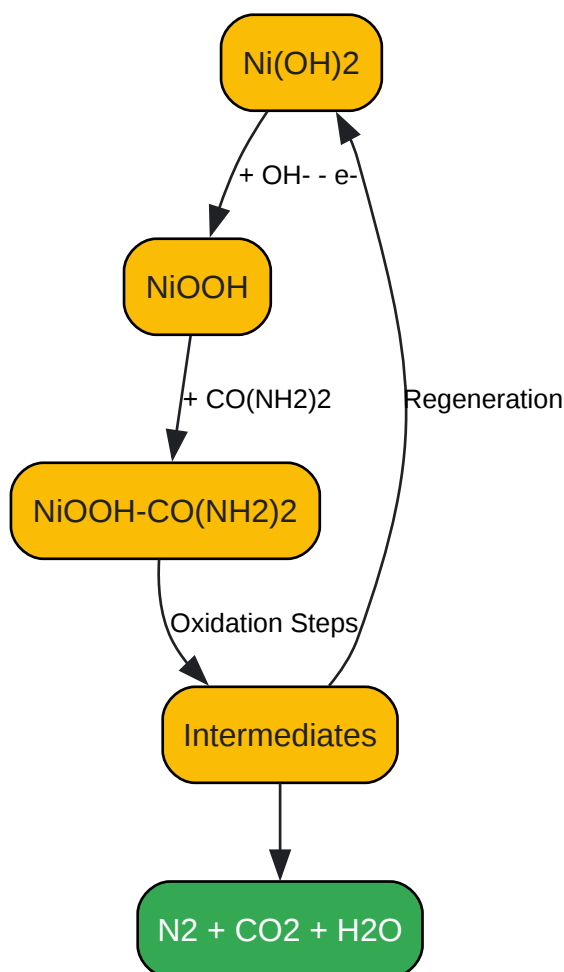 Ni(OH)2
+ OH- - e-
NiOOH
+ CO(NH2)2
Regeneration
NiOOH-CO(NH2)2
Oxidation Steps
Intermediates
N2 + CO2 + H2O